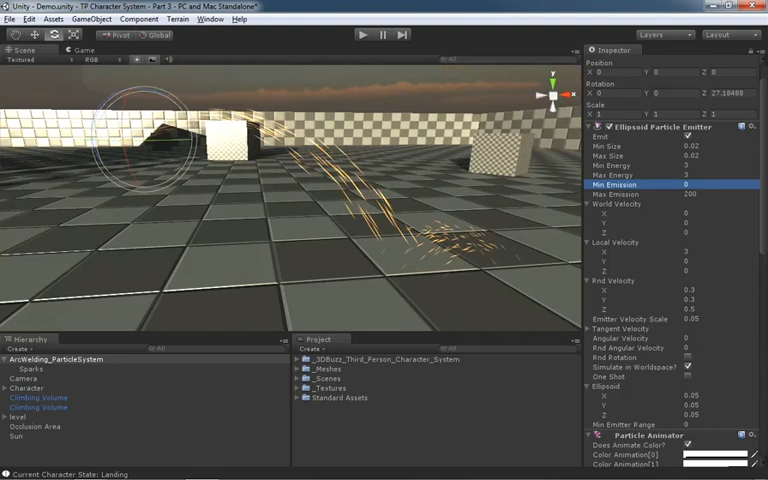 Unity - Demo.unity - TP Character System - Part 3 - PC and Mac Standalone*
File Edit Assets GameObject Component Terrain Window Help
Pivot Global Layers Layout
Scene Game
Textured RGB All
y
x
Inspector
Position
X 0 Y 0 Z 0
Rotation
X 0 Y 0 Z 27.18488
Scale
X 1 Y 1 Z 1
Ellipsoid Particle Emitter
Emit
Min Size 0.02
Max Size 0.02
Min Energy 3
Max Energy 3
Min Emission 0
Max Emission 200
World Velocity
X 0
Y 0
Z 0
Local Velocity
X 3
Y 0
Z 0
Rnd Velocity
X 0.3
Y 0.3
Z 0.5
Emitter Velocity Scale 0.05
Tangent Velocity
Angular Velocity 0
Rnd Angular Velocity 0
Rnd Rotation
Simulate in Worldspace?
One Shot
Ellipsoid
X 0.05
Y 0.05
Z 0.05
Min Emitter Range 0
Particle Animator
Does Animate Color?
Color Animation[0]
Color Animation[1]
Hierarchy
Create All
ArcWelding_ParticleSystem
Sparks
Camera
Character
Climbing Volume
Climbing Volume
level
Occlusion Area
Sun
Project
Create All
_3DBuzz_Third_Person_Character_System
_Meshes
_Scenes
_Textures
Standard Assets
Current Character State: Landing